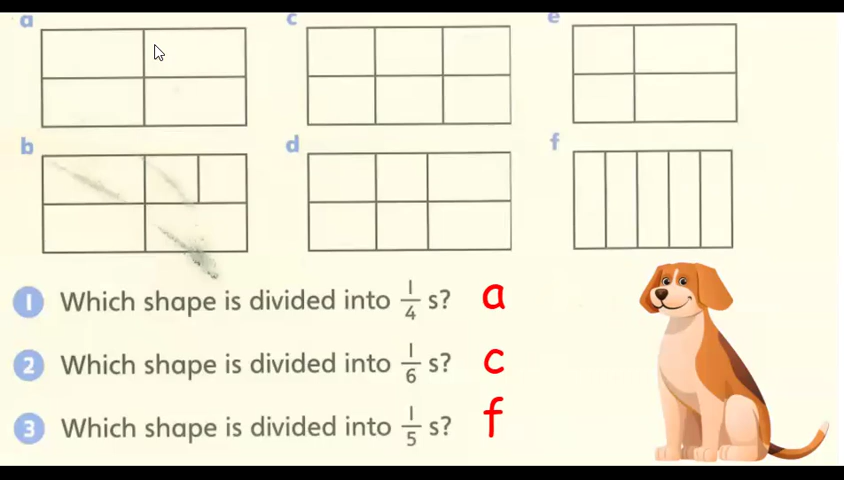 a c e
b d f
1 Which shape is divided into 1/4 s? a
2 Which shape is divided into 1/6 s? c
3 Which shape is divided into 1/5 s? f